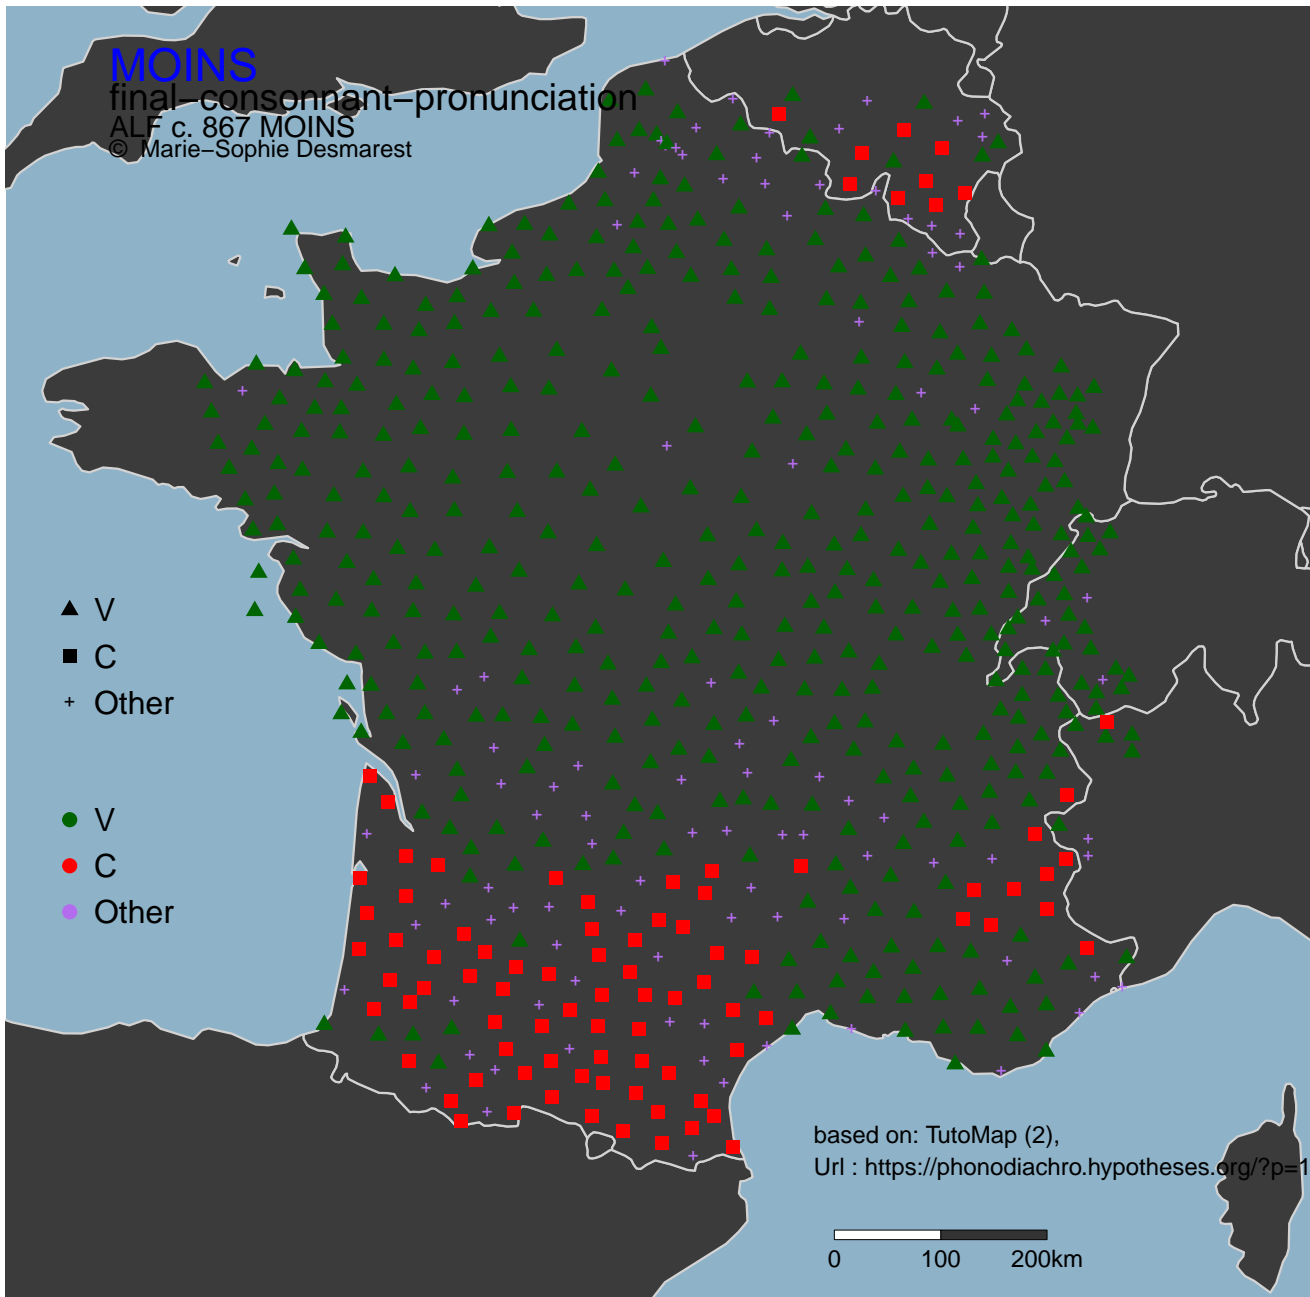 MOINS
final−consonnant−pronunciation
ALF c. 867 MOINS
© Marie−Sophie Desmarest
V
C
Other
V
C
Other
based on: TutoMap (2),
Url : https://phonodiachro.hypotheses.org/?p=1
0 100 200km